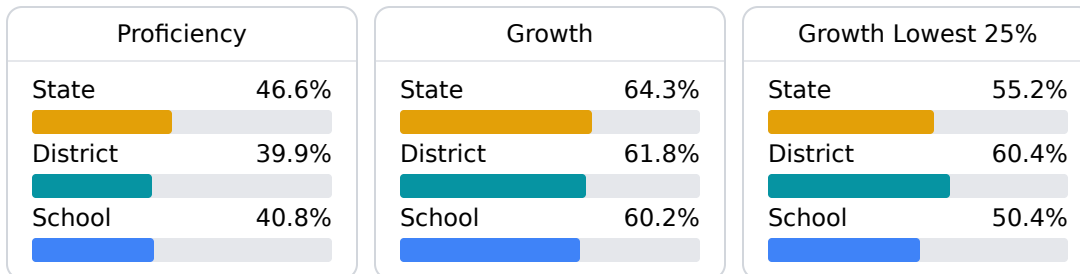 Proficiency
State 46.6%
District 39.9%
School 40.8%
Growth
State 64.3%
District 61.8%
School 60.2%
Growth Lowest 25%
State 55.2%
District 60.4%
School 50.4%